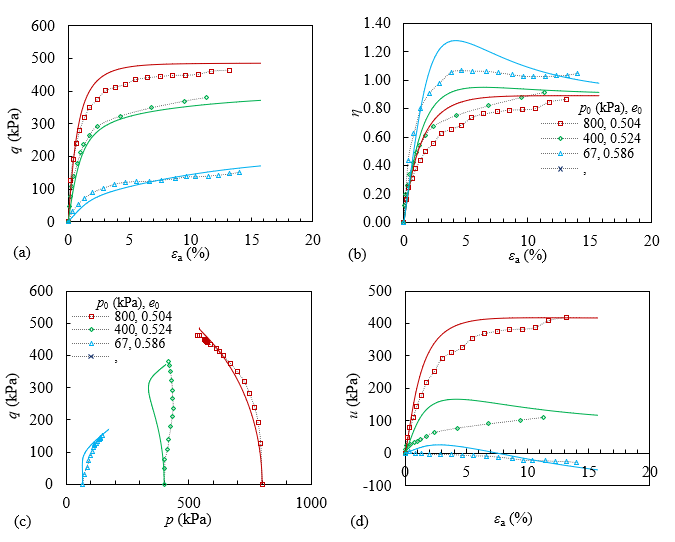 600
500
400
300
200
100
0
q (kPa)
0 5 10 15 20
(a) εa (%)
1.40
1.20
1.00
0.80
0.60
0.40
0.20
0.00
η
p0 (kPa), e0
800, 0.504
400, 0.524
67, 0.586
,
0 5 10 15 20
(b) εa (%)
600
500
400
300
200
100
0
q (kPa)
p0 (kPa), e0
800, 0.504
400, 0.524
67, 0.586
,
0 500 1000
(c) p (kPa)
500
400
300
200
100
0
-100
u (kPa)
0 5 10 15 20
(d) εa (%)